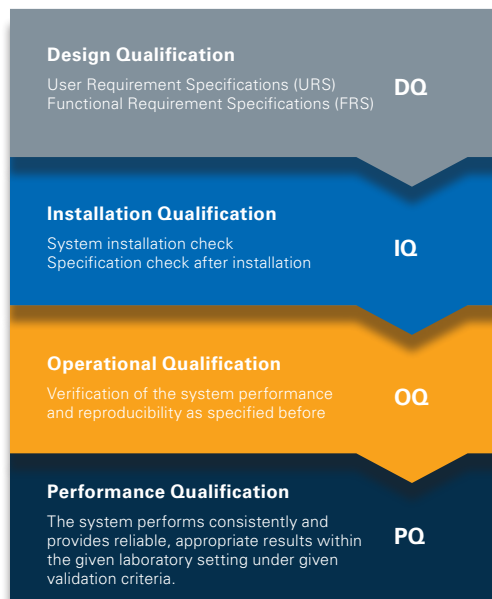 Design Qualification
User Requirement Specifications (URS)
Functional Requirement Specifications (FRS)
DQ
Installation Qualification
System installation check
Specification check after installation
IQ
Operational Qualification
Verification of the system performance
and reproducibility as specified before
OQ
Performance Qualification
The system performs consistently and
provides reliable, appropriate results within
the given laboratory setting under given
validation criteria.
PQ